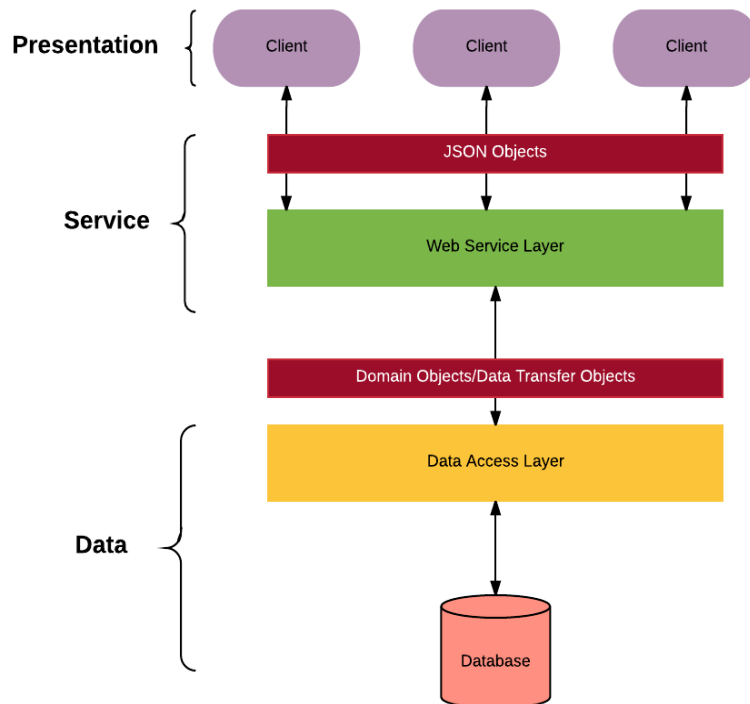 Presentation
Client
Client
Client
JSON Objects
Service
Web Service Layer
Domain Objects/Data Transfer Objects
Data Access Layer
Data
Database